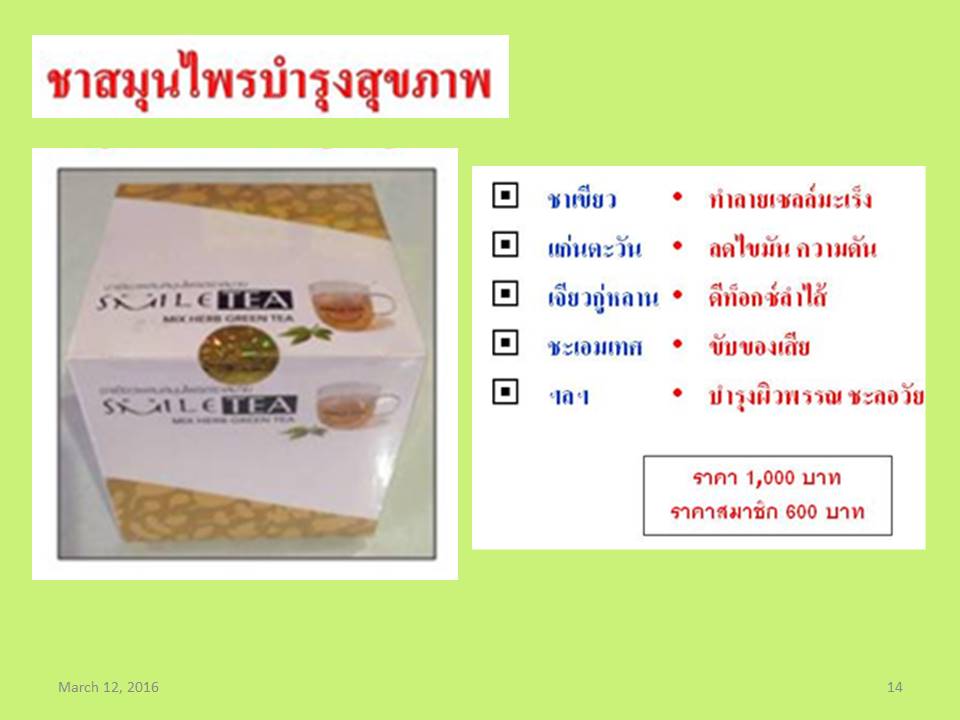 ชาสมุนไพรบำรุงสุขภาพ
SMILE TEA
MIX HERB GREEN TEA
SMILE TEA
MIX HERB GREEN TEA
ชาเขียว • ทำลายเซลล์มะเร็ง
แก่นตะวัน • ลดไขมัน ความดัน
เจียวกู่หลาน • ดีท็อกซ์ลำไส้
ชะเอมเทศ • ขับของเสีย
ฯลฯ • บำรุงผิวพรรณ ชะลอวัย
ราคา 1,000 บาท
ราคาสมาชิก 600 บาท
March 12, 2016
14